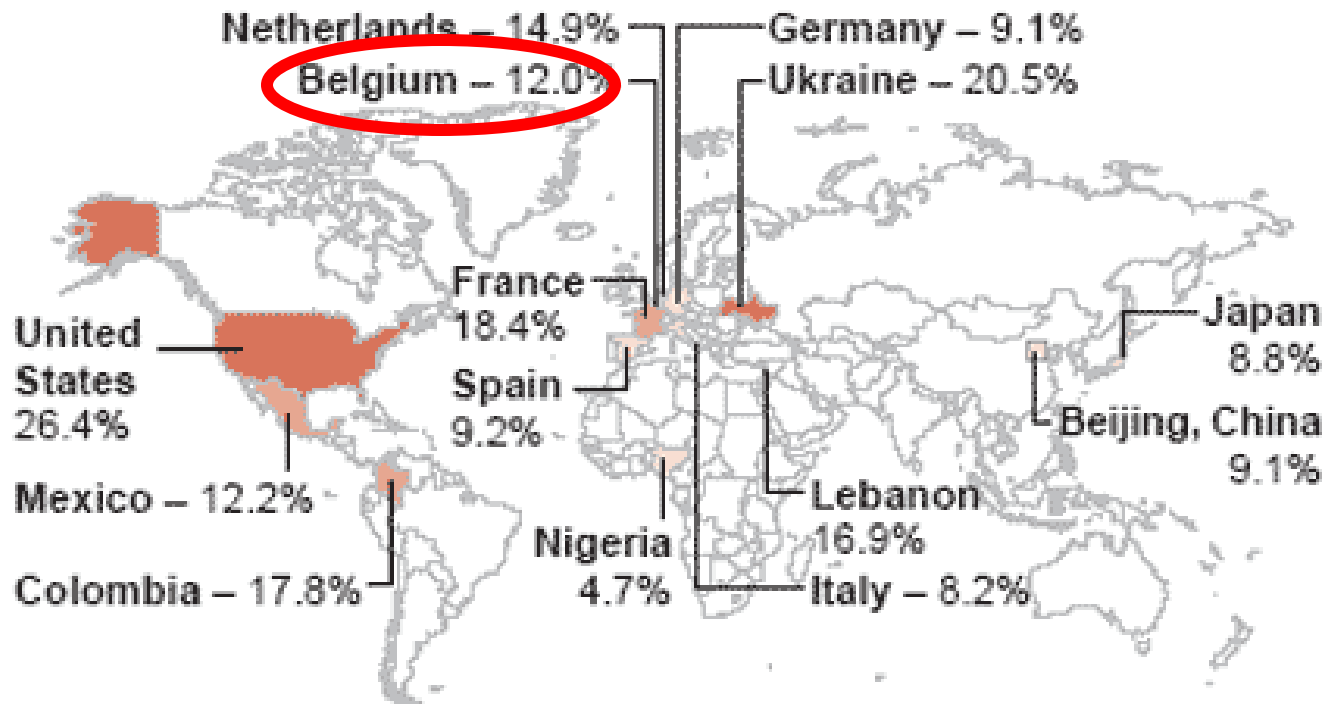 Netherlands – 14.9%
Germany – 9.1%
Belgium – 12.0%
Ukraine – 20.5%
France
18.4%
United
States
26.4%
Spain
9.2%
Japan
8.8%
Beijing, China
9.1%
Mexico – 12.2%
Lebanon
16.9%
Nigeria
4.7%
Colombia – 17.8%
Italy – 8.2%